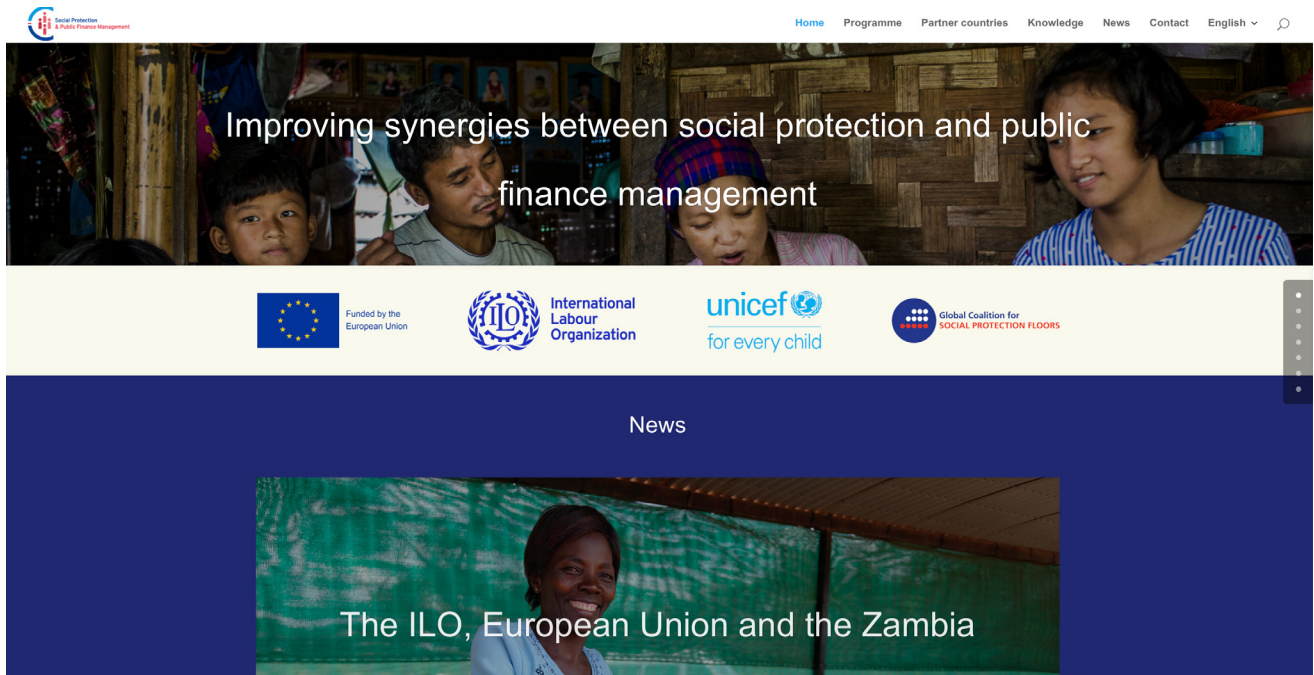 Social Protection
& Public Finance Management
Home Programme Partner countries Knowledge News Contact English
Improving synergies between social protection and public
finance management
Funded by the
European Union
ILO
International
Labour
Organization
unicef
for every child
Global Coalition for
SOCIAL PROTECTION FLOORS
News
The ILO, European Union and the Zambia